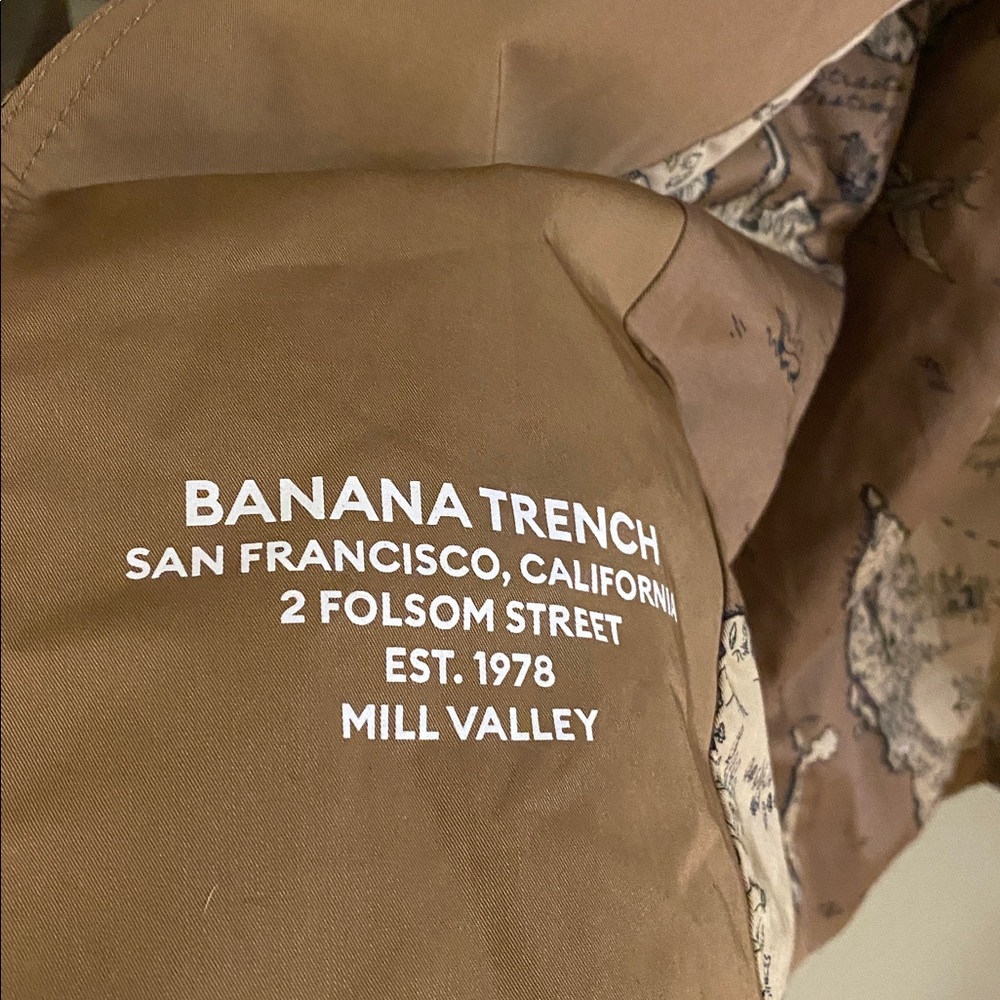 BANANA TRENCH
SAN FRANCISCO, CALIFORNIA
2 FOLSOM STREET
EST. 1978
MILL VALLEY